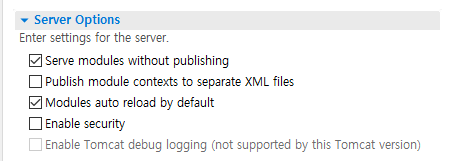 Server Options
Enter settings for the server.
Serve modules without publishing
Publish module contexts to separate XML files
Modules auto reload by default
Enable security
Enable Tomcat debug logging (not supported by this Tomcat version)